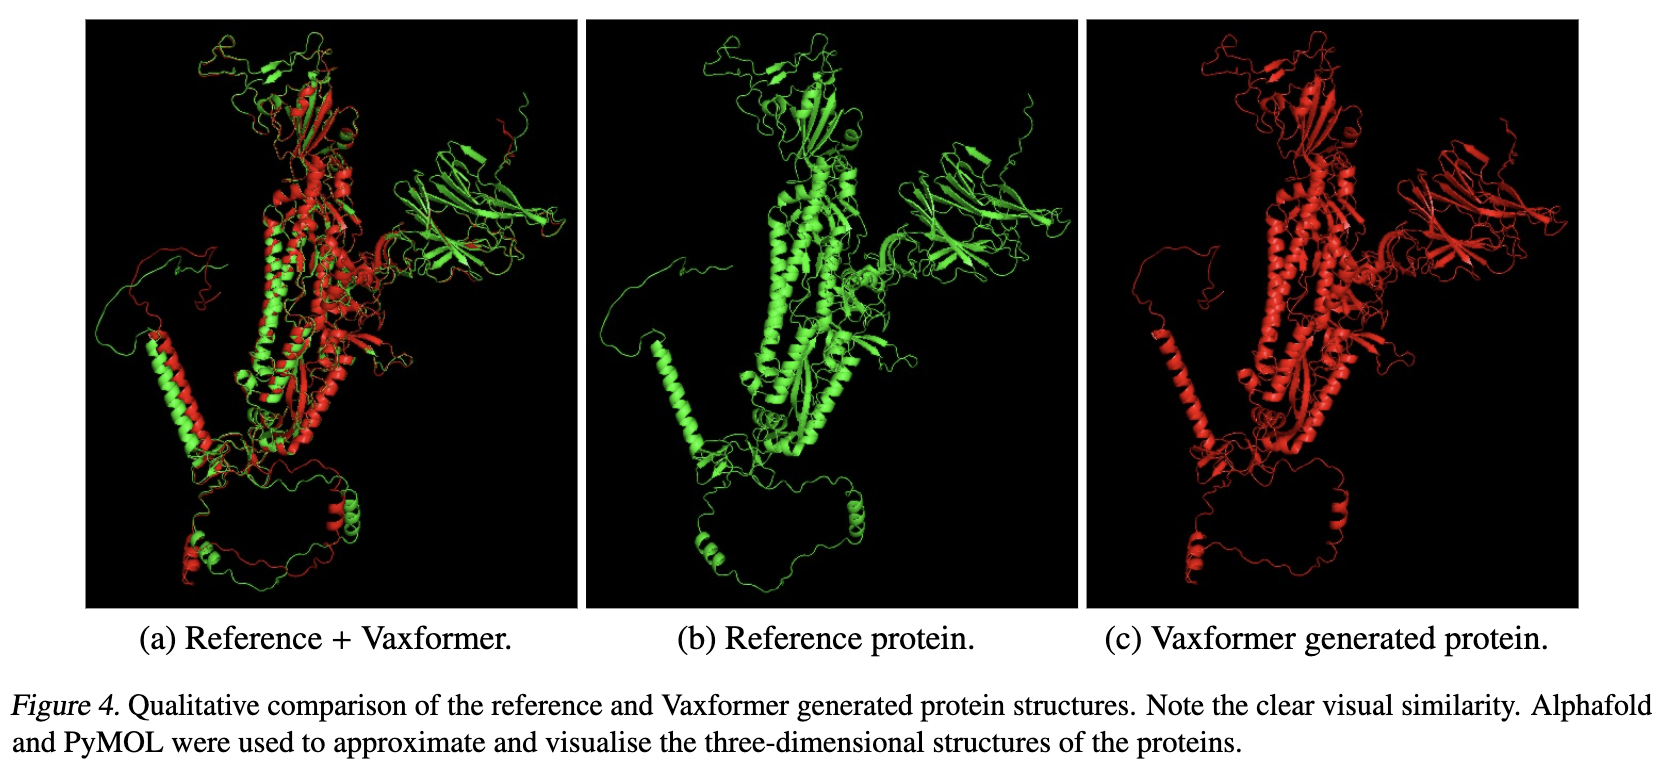 (a) Reference + Vaxformer.
(b) Reference protein.
(c) Vaxformer generated protein.
Figure 4. Qualitative comparison of the reference and Vaxformer generated protein structures. Note the clear visual similarity. Alphafold
and PyMOL were used to approximate and visualise the three-dimensional structures of the proteins.